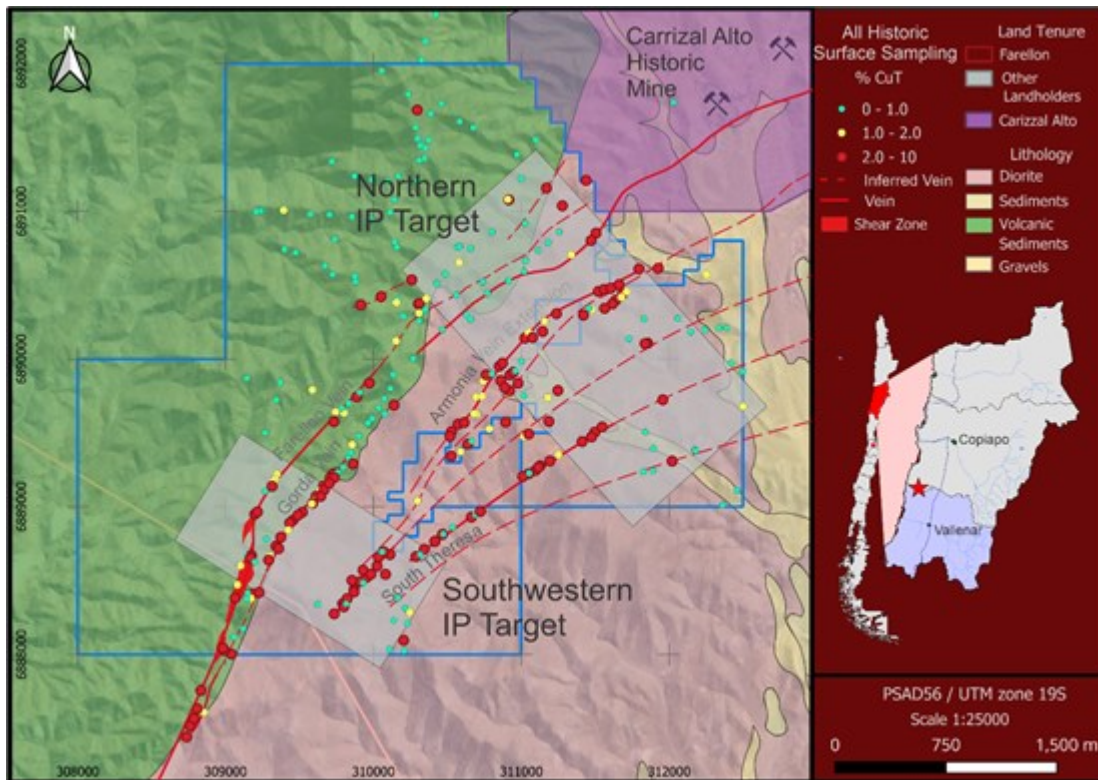 N
Carrizal Alto
Historic
Mine
Northern
IP Target
Armonia Vein Extension
Farellon Vein
South Theresa
Southwestern
IP Target
6892000
6891000
6890000
6889000
6888000
308000
309000
310000
311000
312000
All Historic
Surface Sampling
% CuT
0 - 1.0
1.0 - 2.0
2.0 - 10
Inferred Vein
Vein
Shear Zone
Land Tenure
Farellon
Other
Landholders
Carizzal Alto
Lithology
Diorite
Sediments
Volcanic
Sediments
Gravels
Copiapo
Vallenar
PSAD56 / UTM zone 19S
Scale 1:25000
0
750
1,500 m